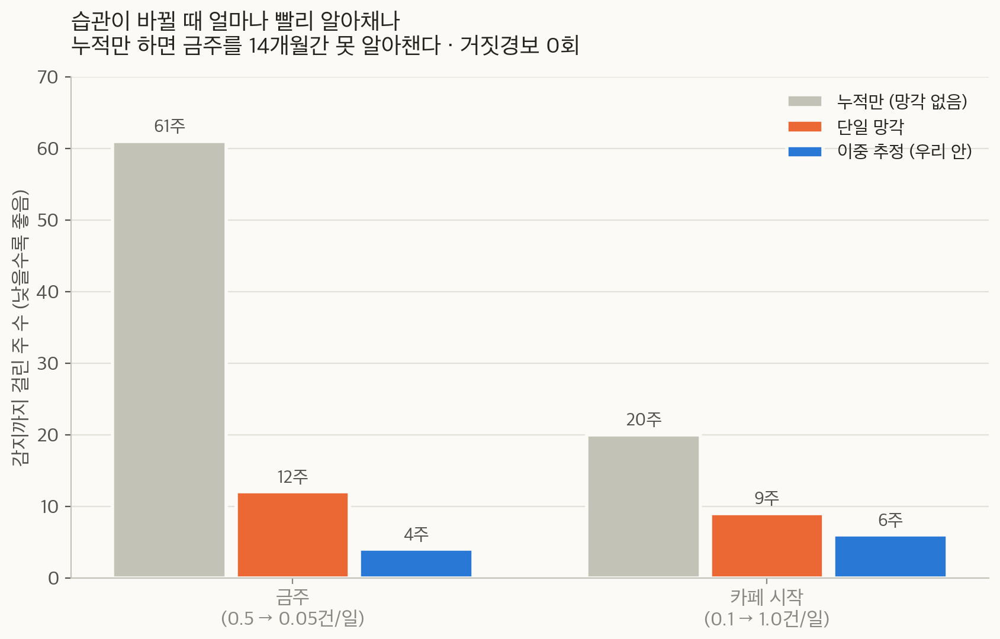 습관이 바뀔 때 얼마나 빨리 알아채나
누적만 하면 금주를 14개월간 못 알아챈다 · 거짓경보 0회
감지까지 걸린 주 수 (낮을수록 좋음)
70
60
50
40
30
20
10
0
누적만 (망각 없음)
단일 망각
이중 추정 (우리 안)
61주
12주
4주
20주
9주
6주
금주
(0.5 → 0.05건/일)
카페 시작
(0.1 → 1.0건/일)